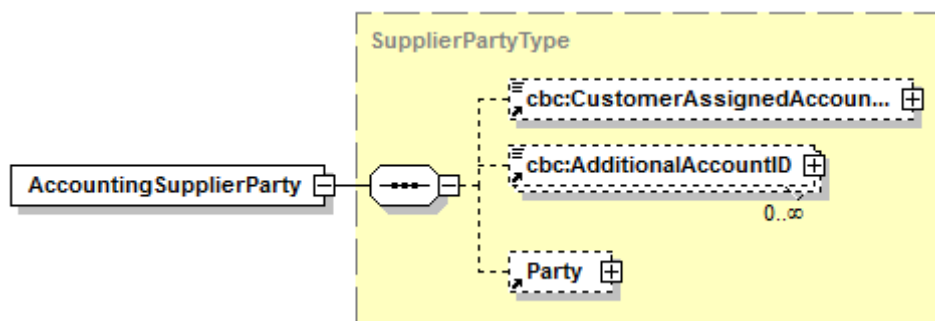 SupplierPartyType
cbc:CustomerAssignedAccoun...
cbc:AdditionalAccountID
AccountingSupplierParty
0..∞
Party